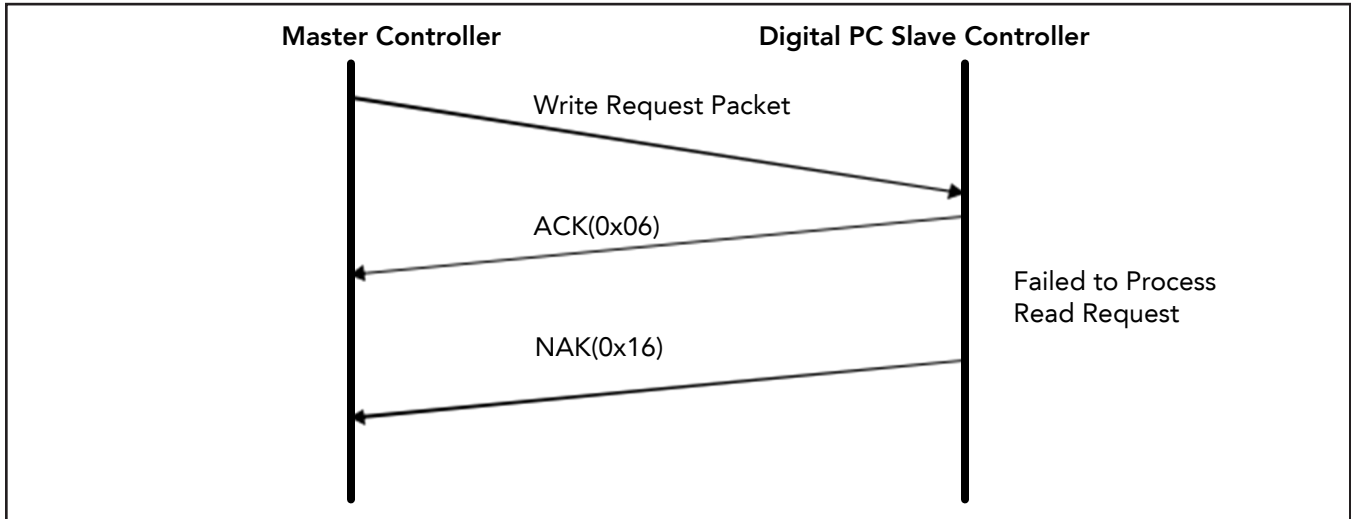 Master Controller
Digital PC Slave Controller
Write Request Packet
ACK(0x06)
Failed to Process
Read Request
NAK(0x16)